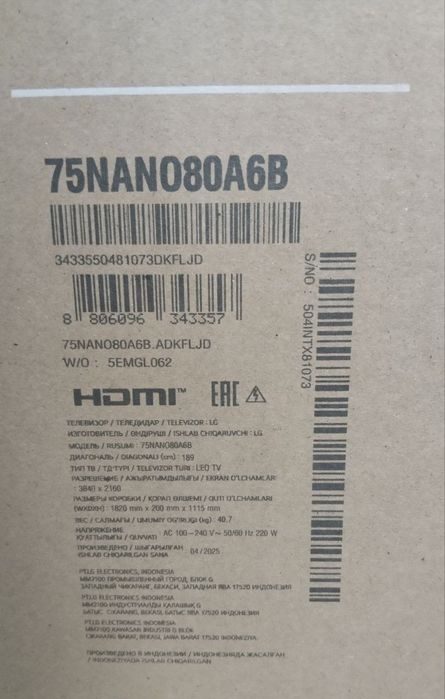 75NANO80A6B
3433550481073DKFLJD
S/NO : 504INTX81073
8 806096 343357
75NANO80A6B.ADKFLJD
W/O : 5EMGL062
HDMI™ EAC
ТЕЛЕВИЗОР / ТЕЛЕДИДАР / TELEVIZOR : LG
ИЗГОТОВИТЕЛЬ / ӨНДІРУШІ / ISHLAB CHIQARUVCHI : LG
МОДЕЛЬ / RUSUMI : 75NANO80A6B
ДИАГОНАЛЬ / DIAGONALI (cm) : 189
ТИП ТВ / ТД ТҮРІ / TELEVIZOR TURI : LED TV
РАЗРЕШЕНИЕ / АЖЫРАТЫМДЫЛЫҒЫ / EKRAN O'LCHAMLARI
: 3840 x 2160
РАЗМЕРЫ КОРОБКИ / ҚОРАП ӨЛШЕМІ / QUTI O'LCHAMLARI
(WXDXH) : 1820 mm x 200 mm x 1115 mm
ВЕС / САЛМАҒЫ / UMUMIY OG'IRLIGI (kg) : 40.7
НАПРЯЖЕНИЕ
ҚУАТТЫЛЫҒЫ / QUVVATI AC 100-240 V~ 50/60 Hz 220 W
ПРОИЗВЕДЕНО / ШЫҒАРЫЛҒАН
ISHLAB CHIQARILGAN SANA 04 / 2025
PT.LG ELECTRONICS, INDONESIA
MM2100 ПРОМЫШЛЕННЫЙ ГОРОД, БЛОК G
ЗАПАДНЫЙ ЧИКАРАНГ, БЕКАСИ, ЗАПАДНАЯ ЯВА 17520 ИНДОНЕЗИЯ
PT.LG ELECTRONICS INDONESIA
MM2100 ИНДУСТРИАЛДЫ ҚАЛАШЫҚ G
БАТЫС CIKARANG, БЕКАСЫ, БАТЫС ЯВА 17520 ИНДОНЕЗИЯ
PT.LG ELECTRONICS INDONESIA
MM2100 KAWASAN INDUSTRI G BLOK
CIKARANG BARAT, BEKASI, JAWA BARAT 17520 INDONEZIYA
ПРОИЗВЕДЕНО В ИНДОНЕЗИИ / ИНДОНЕЗИЯДА ЖАСАЛҒАН
/ INDONEZIYADA ISHLAB CHIQARILGAN